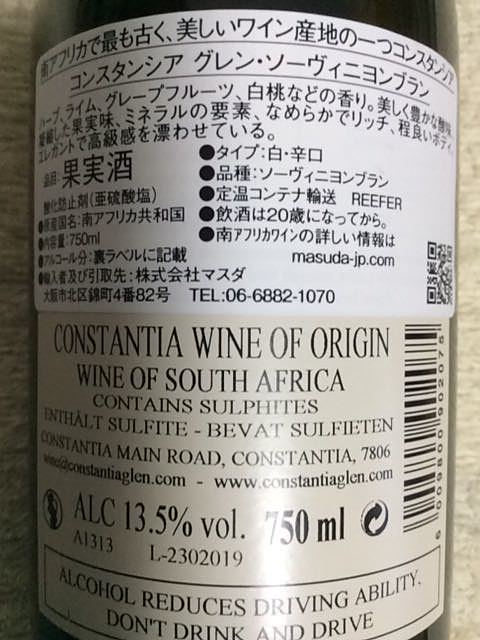 南アフリカで最も古く、美しいワイン産地の一つコンスタンシア
コンスタンシア グレン・ソーヴィニヨンブラン
ハーブ、ライム、グレープフルーツ、白桃などの香り。美しく豊かな酸味、
凝縮した果実味、ミネラルの要素、なめらかでリッチ、程良いボディ。
エレガントで高級感を漂わせている。
品目:果実酒
酸化防止剤(亜硫酸塩)
●原産国名:南アフリカ共和国
●内容量:750ml
●アルコール分:裏ラベルに記載
●輸入者及び引取先:株式会社マスダ
大阪市北区錦町4番82号 TEL:06-6882-1070
●タイプ:白・辛口
●品種:ソーヴィニヨンブラン
●定温コンテナ輸送 REEFER
●飲酒は20歳になってから。
●南アフリカワインの詳しい情報は
masuda-jp.com
CONSTANTIA WINE OF ORIGIN
WINE OF SOUTH AFRICA
CONTAINS SULPHITES
ENTHÄLT SULFITE - BEVAT SULFIETEN
CONSTANTIA MAIN ROAD, CONSTANTIA, 7806
wine@constantiaglen.com - www.constantiaglen.com
ALC 13.5% vol. 750 ml
A1313 L-2302019
6 009800 902076
ALCOHOL REDUCES DRIVING ABILITY,
DON'T DRINK AND DRIVE